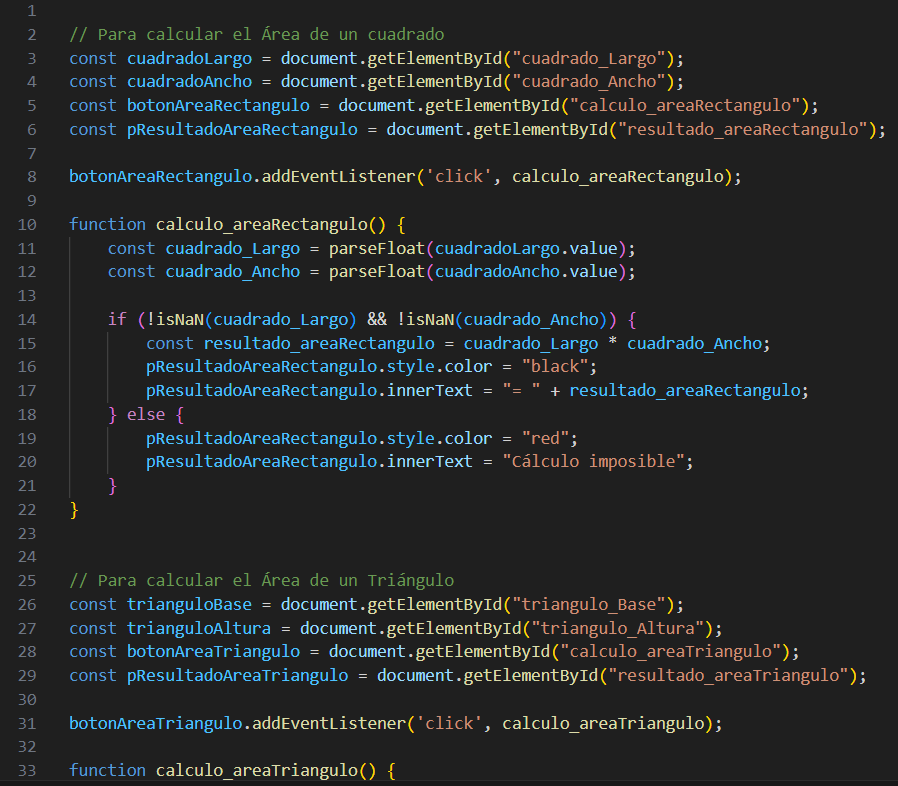 1
2 // Para calcular el Área de un cuadrado
3 const cuadradoLargo = document.getElementById("cuadrado_Largo");
4 const cuadradoAncho = document.getElementById("cuadrado_Ancho");
5 const botonAreaRectangulo = document.getElementById("calculo_areaRectangulo");
6 const pResultadoAreaRectangulo = document.getElementById("resultado_areaRectangulo");
7
8 botonAreaRectangulo.addEventListener('click', calculo_areaRectangulo);
9
10 function calculo_areaRectangulo() {
11     const cuadrado_Largo = parseFloat(cuadradoLargo.value);
12     const cuadrado_Ancho = parseFloat(cuadradoAncho.value);
13
14     if (!isNaN(cuadrado_Largo) && !isNaN(cuadrado_Ancho)) {
15         const resultado_areaRectangulo = cuadrado_Largo * cuadrado_Ancho;
16         pResultadoAreaRectangulo.style.color = "black";
17         pResultadoAreaRectangulo.innerText = "= " + resultado_areaRectangulo;
18     } else {
19         pResultadoAreaRectangulo.style.color = "red";
20         pResultadoAreaRectangulo.innerText = "Cálculo imposible";
21     }
22 }
23
24
25 // Para calcular el Área de un Triángulo
26 const trianguloBase = document.getElementById("triangulo_Base");
27 const trianguloAltura = document.getElementById("triangulo_Altura");
28 const botonAreaTriangulo = document.getElementById("calculo_areaTriangulo");
29 const pResultadoAreaTriangulo = document.getElementById("resultado_areaTriangulo");
30
31 botonAreaTriangulo.addEventListener('click', calculo_areaTriangulo);
32
33 function calculo_areaTriangulo() {